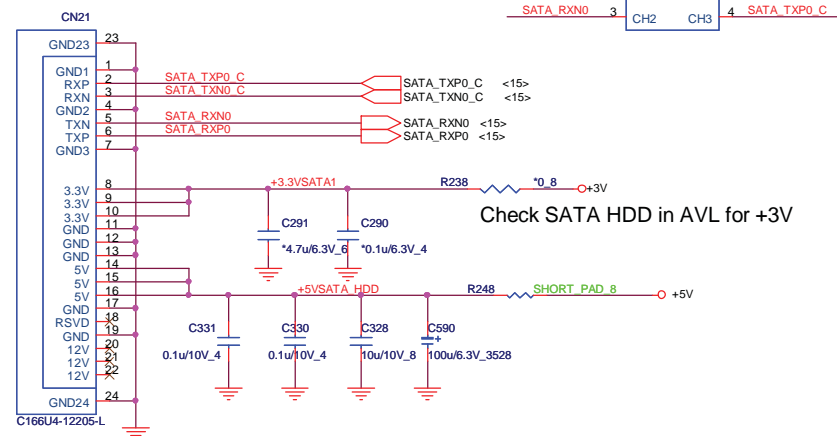 SATA_RXN0 3 CH2 CH3 4 SATA_TXP0_C
CN21
GND23 23
GND1 1
RXP 2 SATA_TXP0_C SATA_TXP0_C <15>
RXN 3 SATA_TXN0_C SATA_TXN0_C <15>
GND2 4
TXN 5 SATA_RXN0 SATA_RXN0 <15>
TXP 6 SATA_RXP0 SATA_RXP0 <15>
GND3 7
3.3V 8 +3.3VSATA1 R238 *0_8 +3V
3.3V 9
3.3V 10
Check SATA HDD in AVL for +3V
GND 11
GND 12
GND 13
C291 C290
*4.7u/6.3V_6 *0.1u/6.3V_4
5V 14
5V 15
5V 16 +5VSATA_HDD R248 SHORT_PAD_8 +5V
GND 17
RSVD 18
GND 19
12V 20
12V 21
12V 22
C331 C330 C328 C590
0.1u/10V_4 0.1u/10V_4 10u/10V_8 + 100u/6.3V_3528
GND24 24
C166U4-12205-L